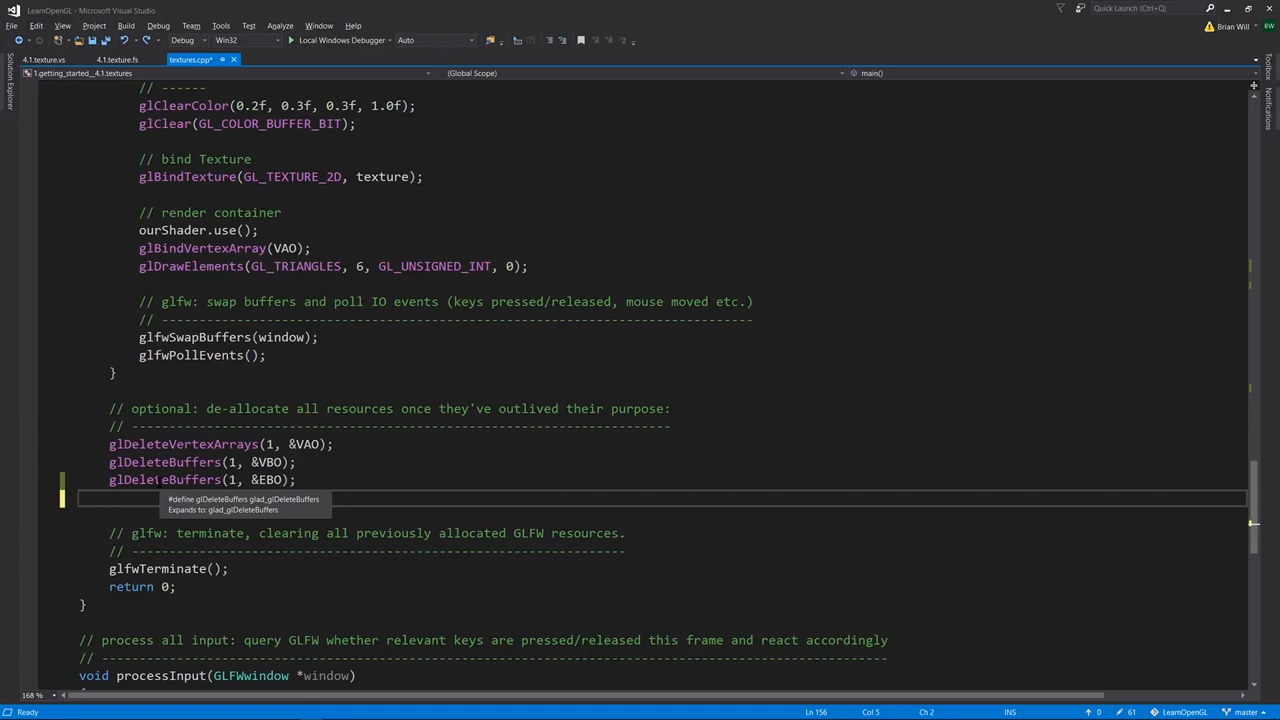 LearnOpenGL - Microsoft Visual Studio
Quick Launch (Ctrl+Q)
File Edit View Project Build Debug Team Tools Test Analyze Window Help
Brian Will BW
Debug Win32 Local Windows Debugger Auto
4.1.texture.vs 4.1.texture.fs textures.cpp*
1.getting_started__4.1.textures (Global Scope) main()
Solution Explorer
Toolbox
Notifications
// ------
glClearColor(0.2f, 0.3f, 0.3f, 1.0f);
glClear(GL_COLOR_BUFFER_BIT);
// bind Texture
glBindTexture(GL_TEXTURE_2D, texture);
// render container
ourShader.use();
glBindVertexArray(VAO);
glDrawElements(GL_TRIANGLES, 6, GL_UNSIGNED_INT, 0);
// glfw: swap buffers and poll IO events (keys pressed/released, mouse moved etc.)
// -------------------------------------------------------------------------------
glfwSwapBuffers(window);
glfwPollEvents();
}
// optional: de-allocate all resources once they've outlived their purpose:
// ------------------------------------------------------------------------
glDeleteVertexArrays(1, &VAO);
glDeleteBuffers(1, &VBO);
glDeleteBuffers(1, &EBO);
#define glDeleteBuffers glad_glDeleteBuffers
Expands to: glad_glDeleteBuffers
// glfw: terminate, clearing all previously allocated GLFW resources.
// ------------------------------------------------------------------
glfwTerminate();
return 0;
}
// process all input: query GLFW whether relevant keys are pressed/released this frame and react accordingly
// ---------------------------------------------------------------------------------------------------------
void processInput(GLFWwindow *window)
168 %
Ready Ln 156 Col 5 Ch 2 INS 0 61 LearnOpenGL master